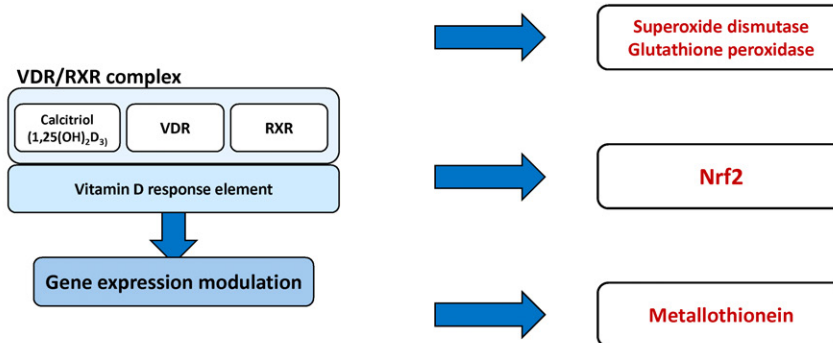 VDR/RXR complex
Calcitriol
(1,25(OH)₂D₃)
VDR
RXR
Vitamin D response element
Gene expression modulation
Superoxide dismutase
Glutathione peroxidase
Nrf2
Metallothionein